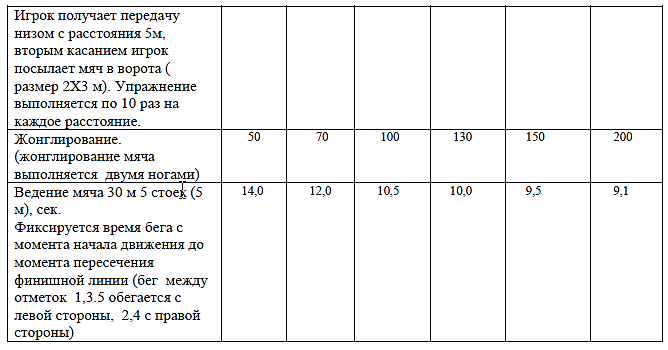 Игрок получает передачу
низом с расстояния 5м,
вторым касанием игрок
посылает мяч в ворота (
размер 2Х3 м). Упражнение
выполняется по 10 раз на
каждое расстояние.
Жонглирование. 50 70 100 130 150 200
(жонглирование мяча
выполняется двумя ногами)
Ведение мяча 30 м 5 стоек (5 14,0 12,0 10,5 10,0 9,5 9,1
м), сек.
Фиксируется время бега с
момента начала движения до
момента пересечения
финишной линии (бег между
отметок 1,3.5 обегается с
левой стороны, 2,4 с правой
стороны)